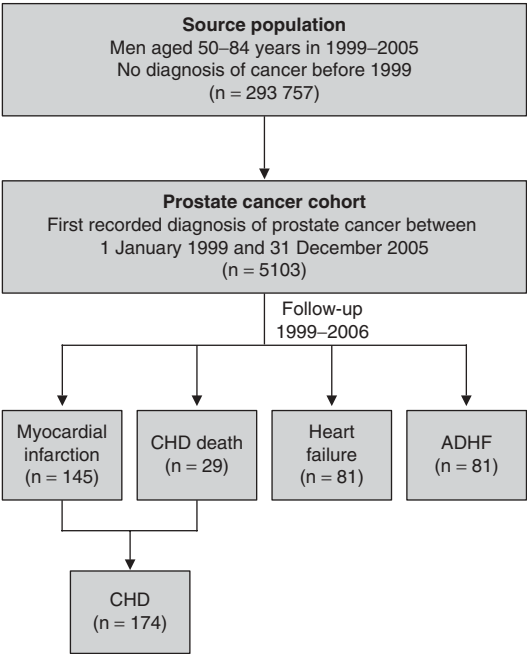 Source population
Men aged 50–84 years in 1999–2005
No diagnosis of cancer before 1999
(n = 293 757)
Prostate cancer cohort
First recorded diagnosis of prostate cancer between
1 January 1999 and 31 December 2005
(n = 5103)
Follow-up
1999–2006
Myocardial
infarction
(n = 145)
CHD death
(n = 29)
Heart
failure
(n = 81)
ADHF
(n = 81)
CHD
(n = 174)